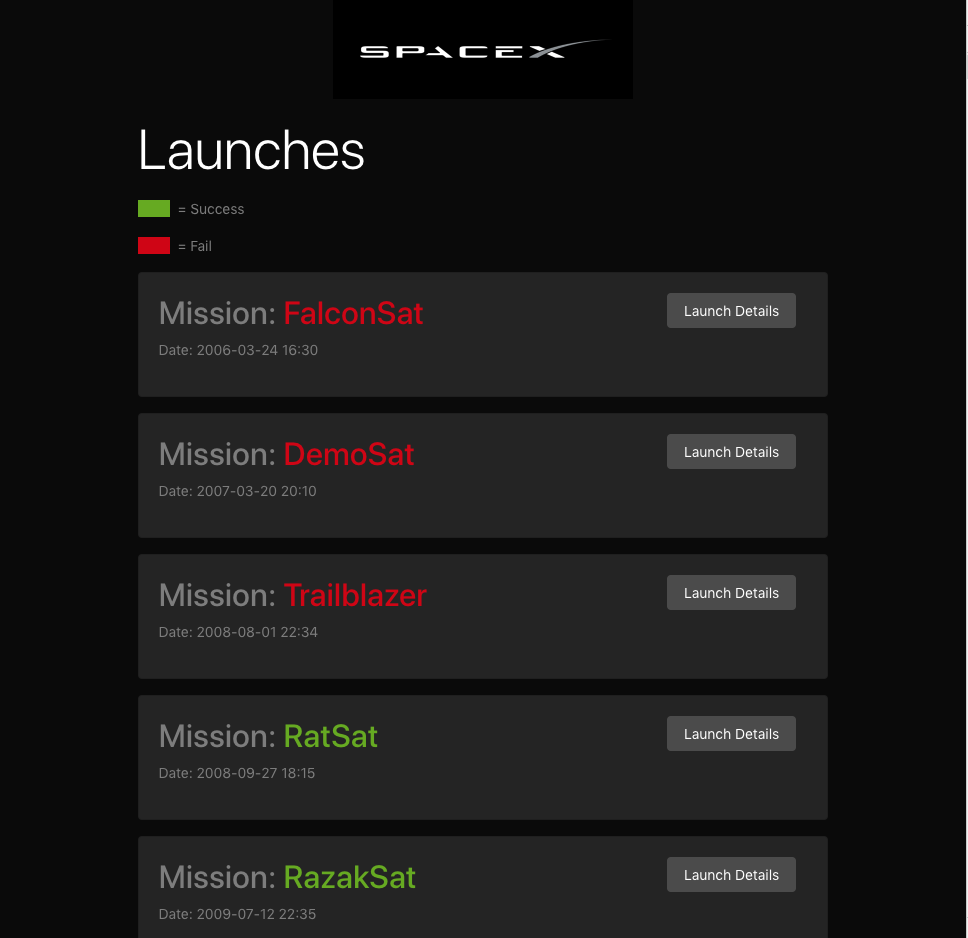 SPACEX
Launches
= Success
= Fail
Mission: FalconSat
Launch Details
Date: 2006-03-24 16:30
Mission: DemoSat
Launch Details
Date: 2007-03-20 20:10
Mission: Trailblazer
Launch Details
Date: 2008-08-01 22:34
Mission: RatSat
Launch Details
Date: 2008-09-27 18:15
Mission: RazakSat
Launch Details
Date: 2009-07-12 22:35